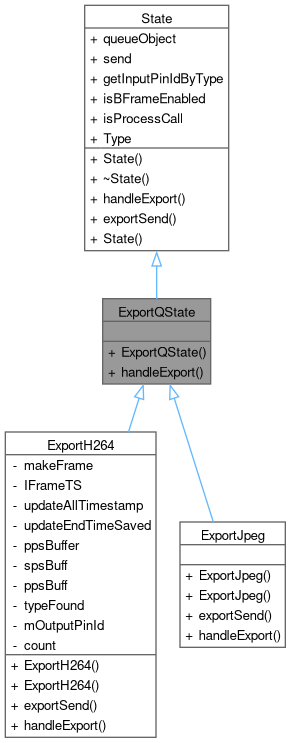 State
+ queueObject
+ send
+ getInputPinIdByType
+ isBFrameEnabled
+ isProcessCall
+ Type
+ State()
+ ~State()
+ handleExport()
+ exportSend()
+ State()
ExportQState
+ ExportQState()
+ handleExport()
ExportH264
- makeFrame
- IFrameTS
- updateAllTimestamp
- updateEndTimeSaved
- ppsBuffer
- spsBuff
- ppsBuff
- typeFound
- mOutputPinId
- count
+ ExportH264()
+ ExportH264()
+ exportSend()
+ handleExport()
ExportJpeg
+ ExportJpeg()
+ ExportJpeg()
+ exportSend()
+ handleExport()